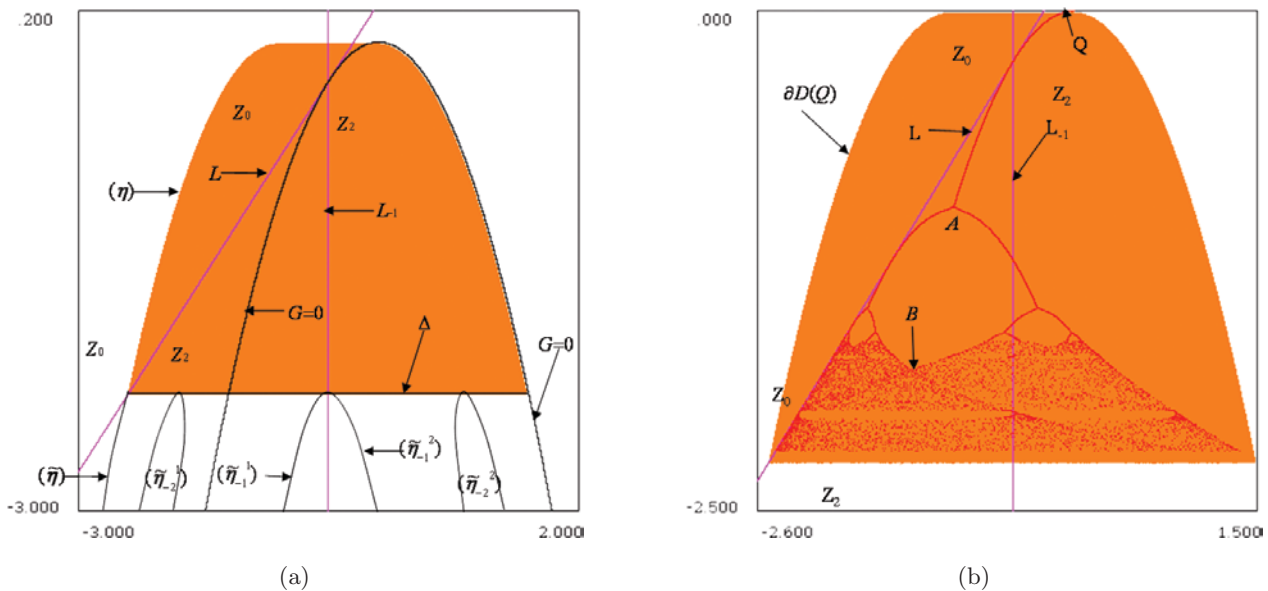 .200
Z₀
Z₂
L
(η)
L₋₁
G=0
Δ
Z₀
Z₂
G=0
(η̃)
(η̃₋₂¹)
(η̃₋₁¹)
(η̃₋₁²)
(η̃₋₂²)
-3.000
-3.000
2.000
(a)
.000
Q
Z₀
∂D(Q)
Z₂
L
L₋₁
A
B
Z₀
-2.500
Z₂
-2.600
1.500
(b)